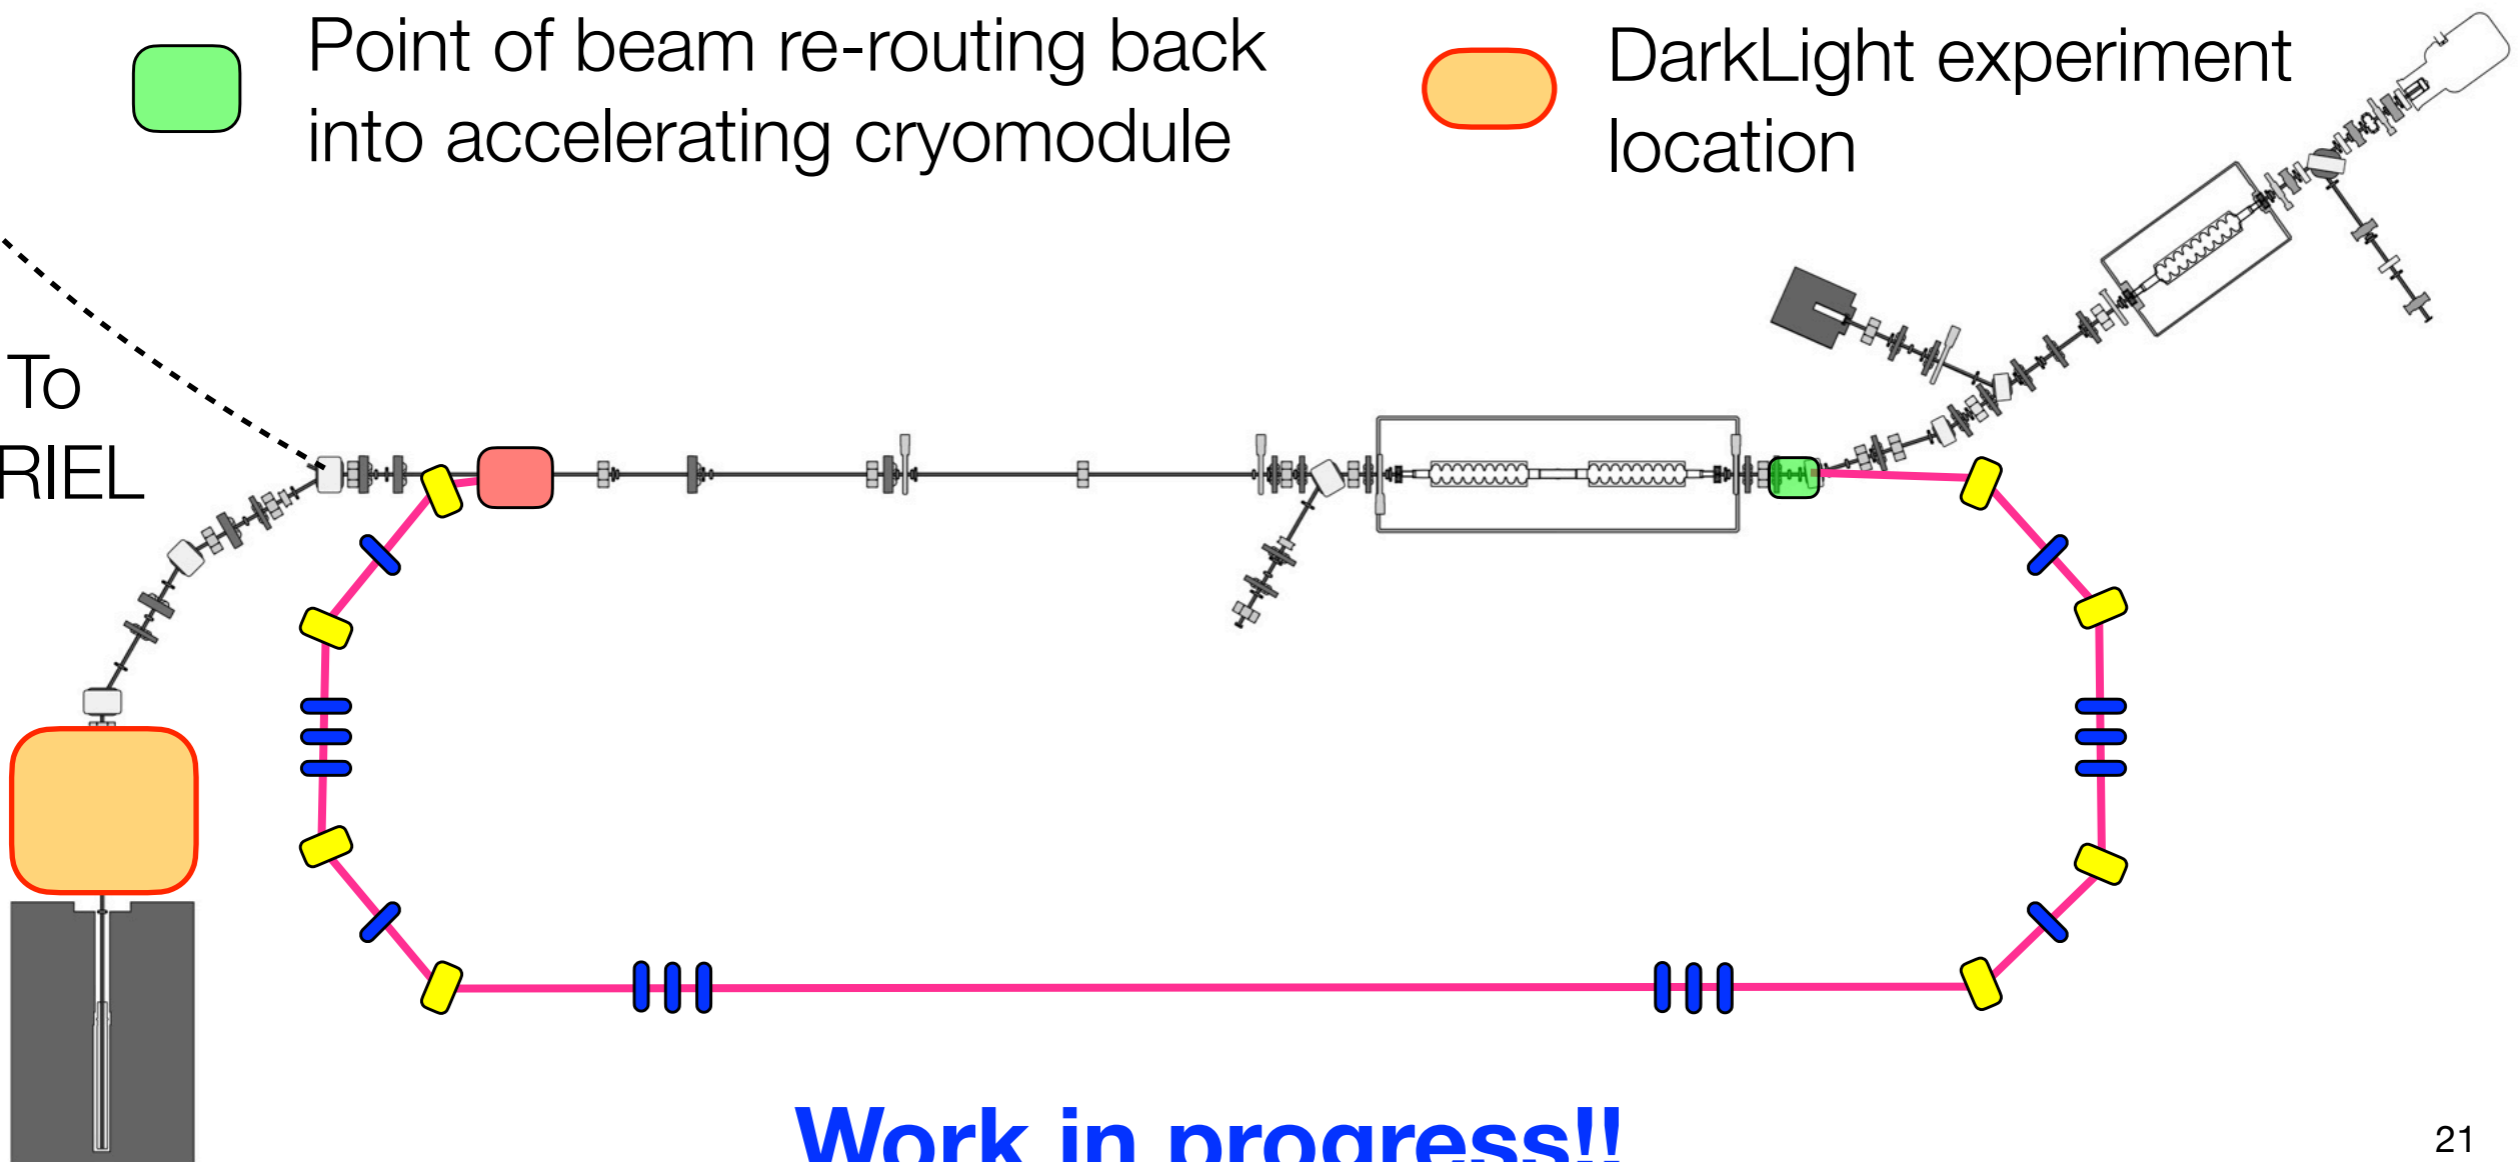 Point of beam re-routing back
into accelerating cryomodule
DarkLight experiment
location
To
RIEL
Work in progress!!
21